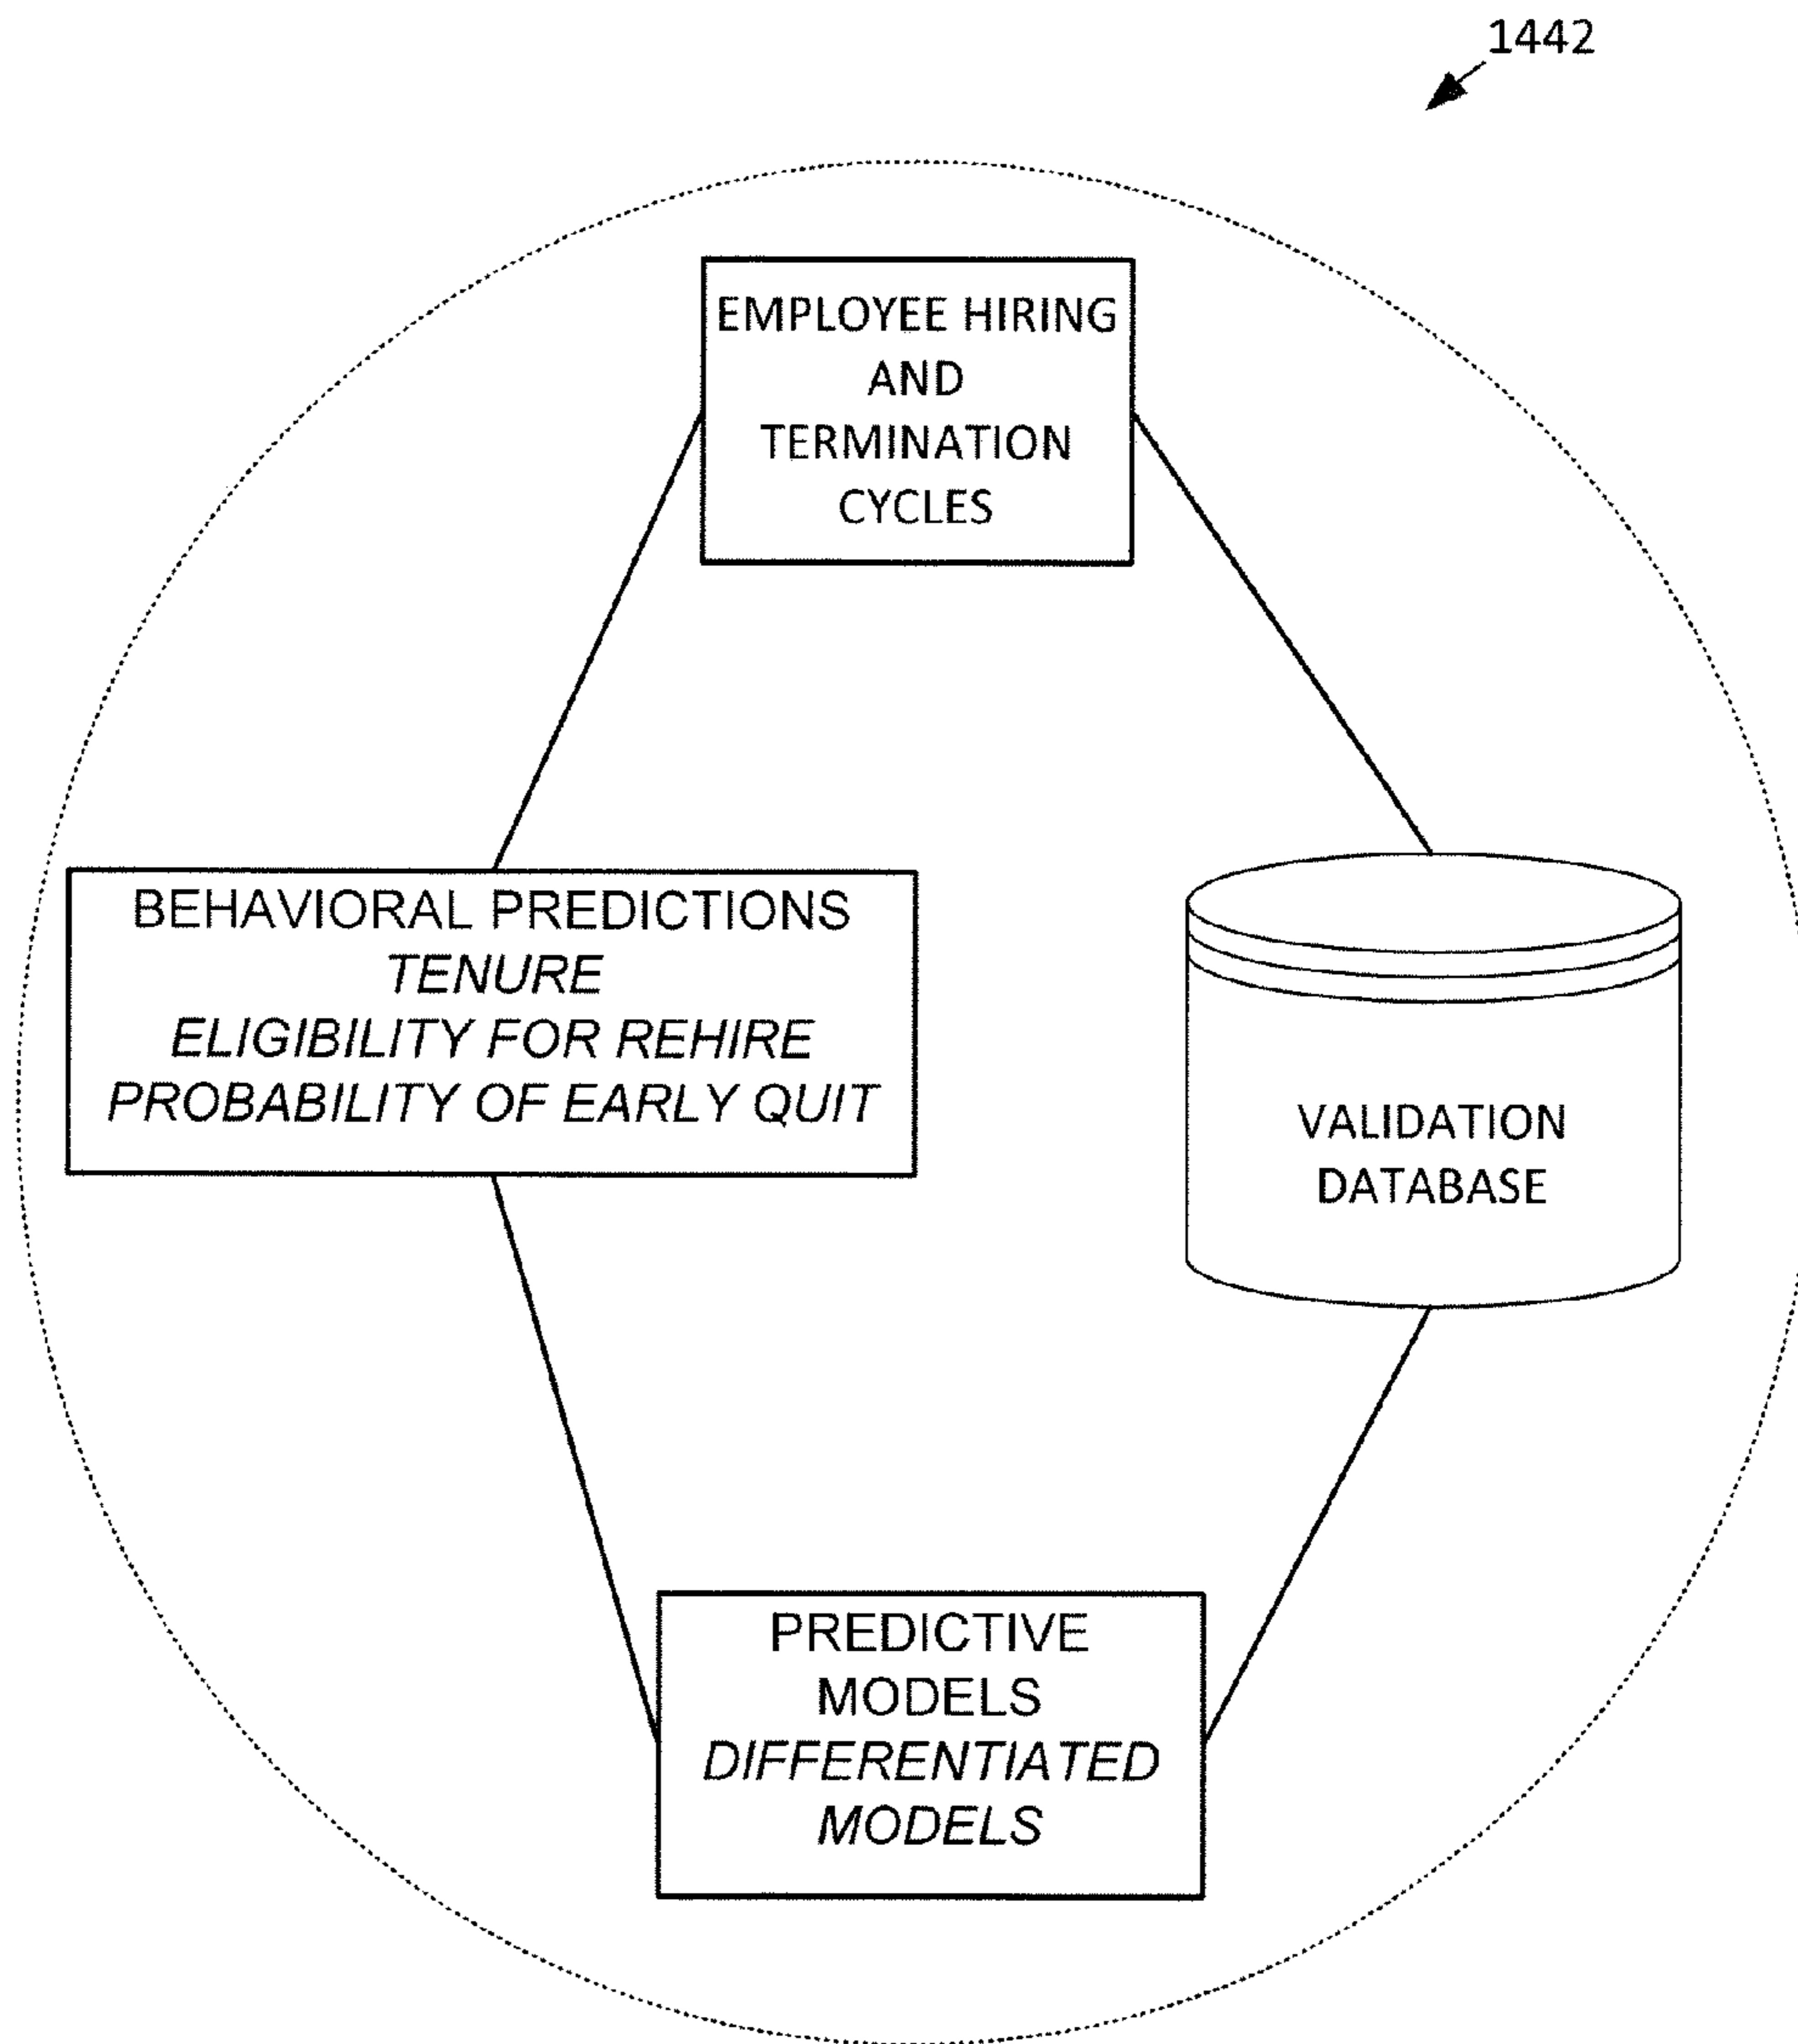 1442
EMPLOYEE HIRING
AND
TERMINATION
CYCLES
BEHAVIORAL PREDICTIONS
TENURE
ELIGIBILITY FOR REHIRE
PROBABILITY OF EARLY QUIT
VALIDATION
DATABASE
PREDICTIVE
MODELS
DIFFERENTIATED
MODELS